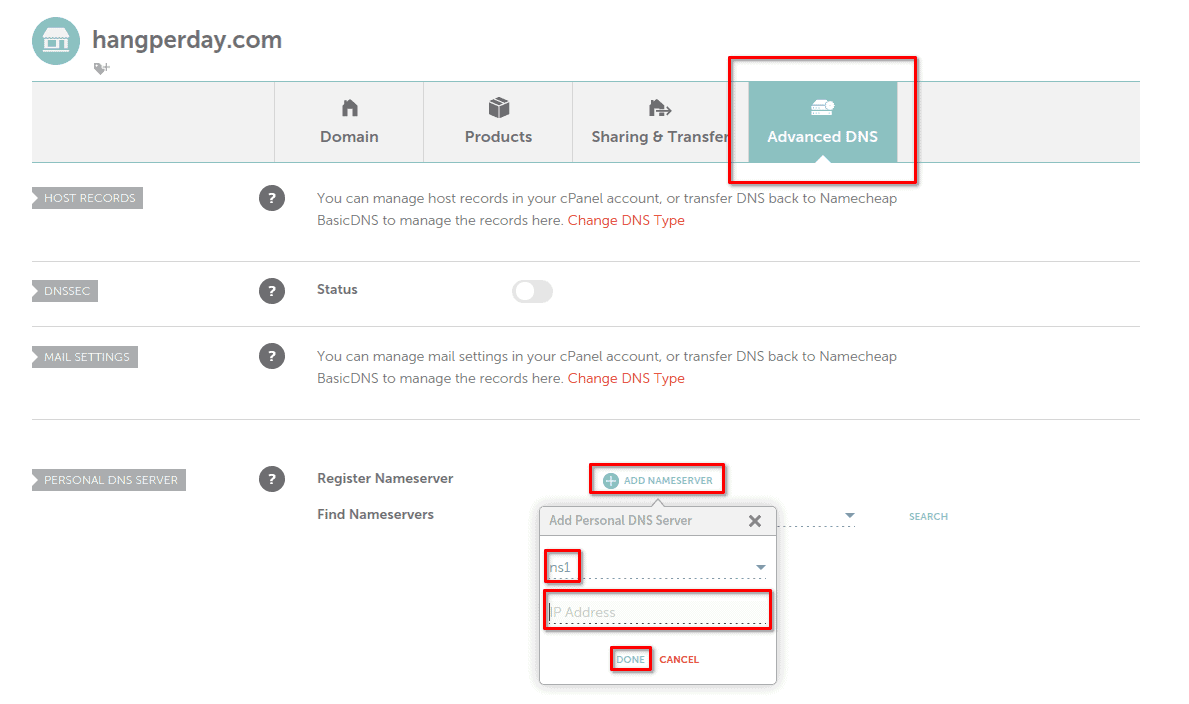 hangperday.com
Domain
Products
Sharing & Transfer
Advanced DNS
HOST RECORDS
?
You can manage host records in your cPanel account, or transfer DNS back to Namecheap
BasicDNS to manage the records here. Change DNS Type
DNSSEC
?
Status
MAIL SETTINGS
?
You can manage mail settings in your cPanel account, or transfer DNS back to Namecheap
BasicDNS to manage the records here. Change DNS Type
PERSONAL DNS SERVER
?
Register Nameserver
ADD NAMESERVER
Find Nameservers
SEARCH
Add Personal DNS Server
ns1
IP Address
DONE
CANCEL